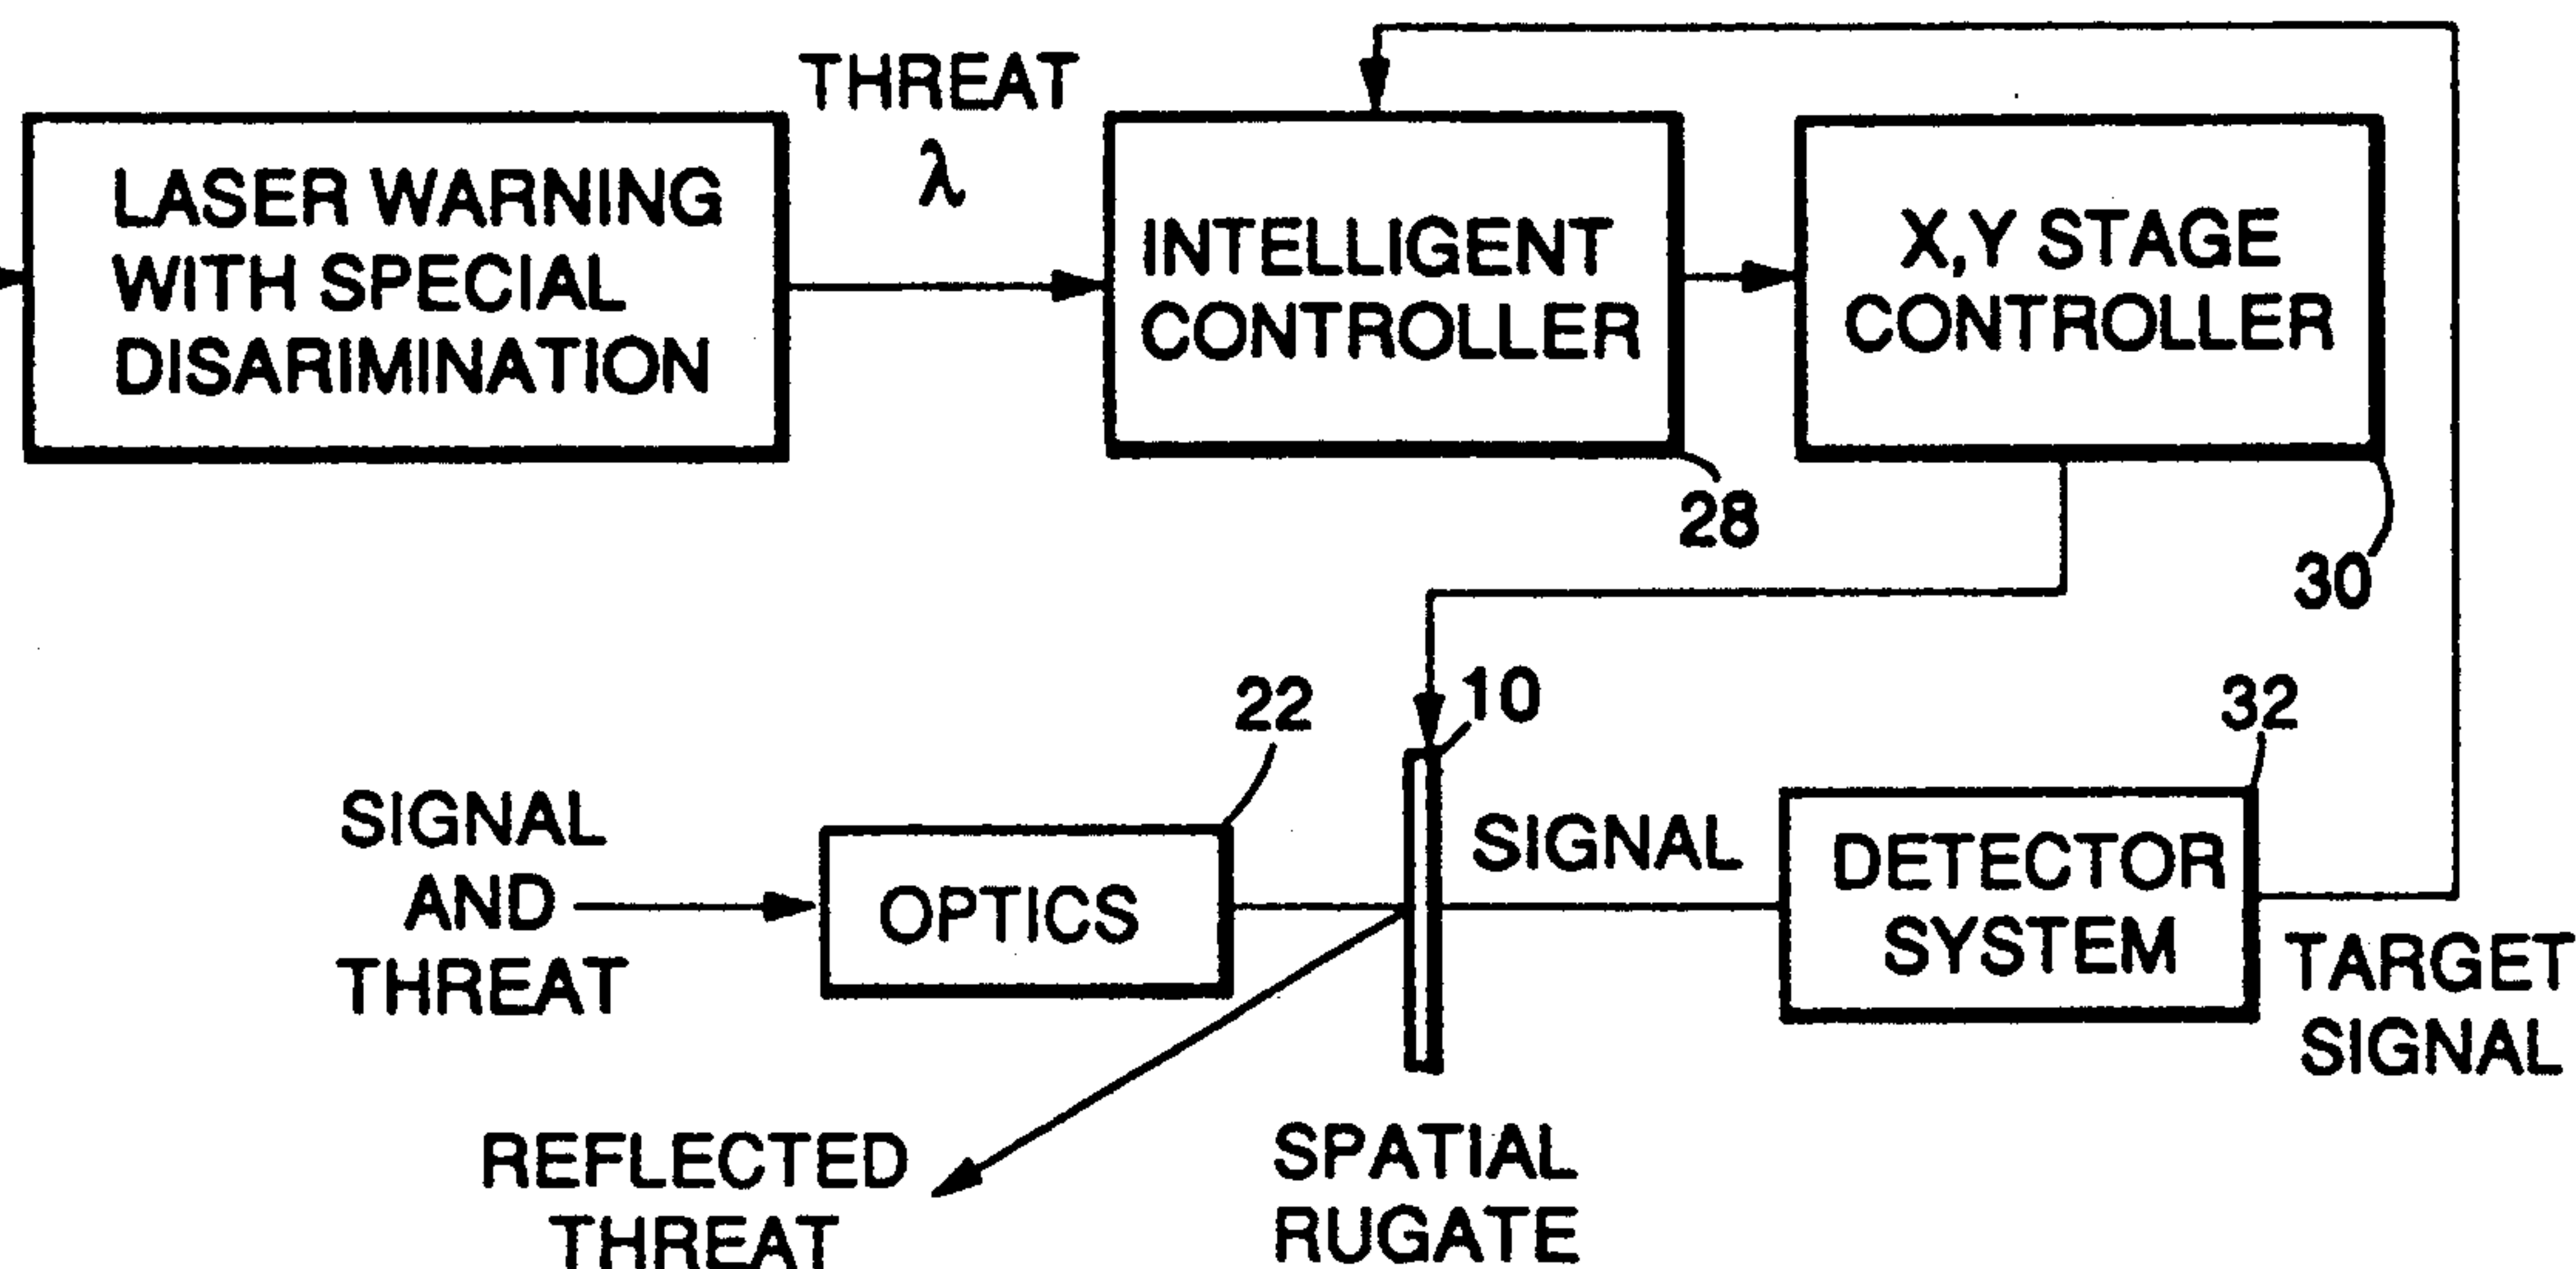 THREAT
λ
LASER WARNING
WITH SPECIAL
DISARIMINATION
INTELLIGENT
CONTROLLER
X,Y STAGE
CONTROLLER
28
30
10
22
32
SIGNAL
AND
THREAT
OPTICS
SIGNAL
DETECTOR
SYSTEM
TARGET
SIGNAL
REFLECTED
THREAT
SPATIAL
RUGATE